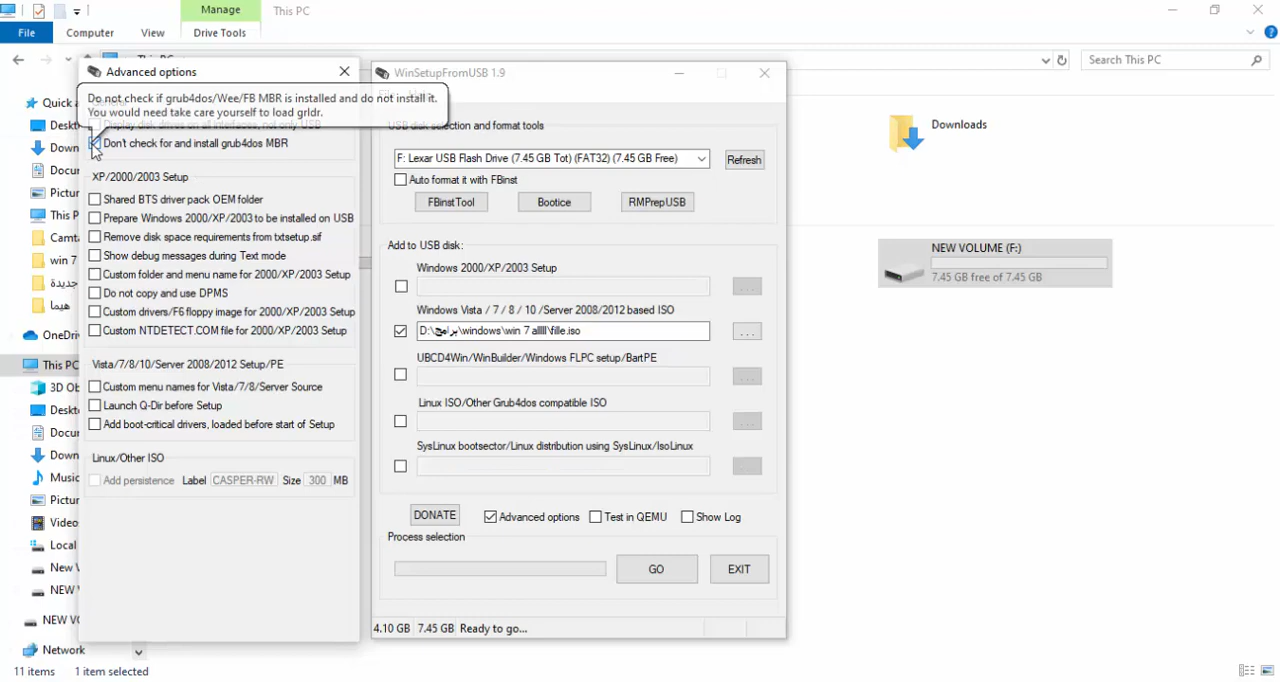 Manage
This PC
File
Computer
View
Drive Tools
Search This PC
Advanced options
Do not check if grub4dos/Wee/FB MBR is installed and do not install it.
You would need take care yourself to load grldr.
Display disk drives on all interfaces, not only USB
Don't check for and install grub4dos MBR
XP/2000/2003 Setup
Shared BTS driver pack OEM folder
Prepare Windows 2000/XP/2003 to be installed on USB
Remove disk space requirements from txtsetup.sif
Show debug messages during Text mode
Custom folder and menu name for 2000/XP/2003 Setup
Do not copy and use DPMS
Custom drivers/F6 floppy image for 2000/XP/2003 Setup
Custom NTDETECT.COM file for 2000/XP/2003 Setup
Vista/7/8/10/Server 2008/2012 Setup/PE
Custom menu names for Vista/7/8/Server Source
Launch Q-Dir before Setup
Add boot-critical drivers, loaded before start of Setup
Linux/Other ISO
Add persistence Label CASPER-RW Size 300 MB
WinSetupFromUSB 1.9
USB disk selection and format tools
F: Lexar USB Flash Drive (7.45 GB Tot) (FAT32) (7.45 GB Free)
Refresh
Auto format it with FBinst
FBinstTool
Bootice
RMPrepUSB
Add to USB disk:
Windows 2000/XP/2003 Setup
...
Windows Vista / 7 / 8 / 10 /Server 2008/2012 based ISO
D:\برامج\windows\win 7 alllll\fille.iso
...
UBCD4Win/WinBuilder/Windows FLPC setup/BartPE
...
Linux ISO/Other Grub4dos compatible ISO
...
SysLinux bootsector/Linux distribution using SysLinux/IsoLinux
...
DONATE
Advanced options
Test in QEMU
Show Log
Process selection
GO
EXIT
4.10 GB 7.45 GB Ready to go...
Quick a
Deskt
Down
Docu
Pictur
This P
Camta
win 7
جديدة
هيما
OneDri
This PC
3D Ob
Deskt
Docu
Down
Music
Pictur
Videos
Local
New V
NEW V
NEW VO
Network
Downloads
NEW VOLUME (F:)
7.45 GB free of 7.45 GB
11 items
1 item selected